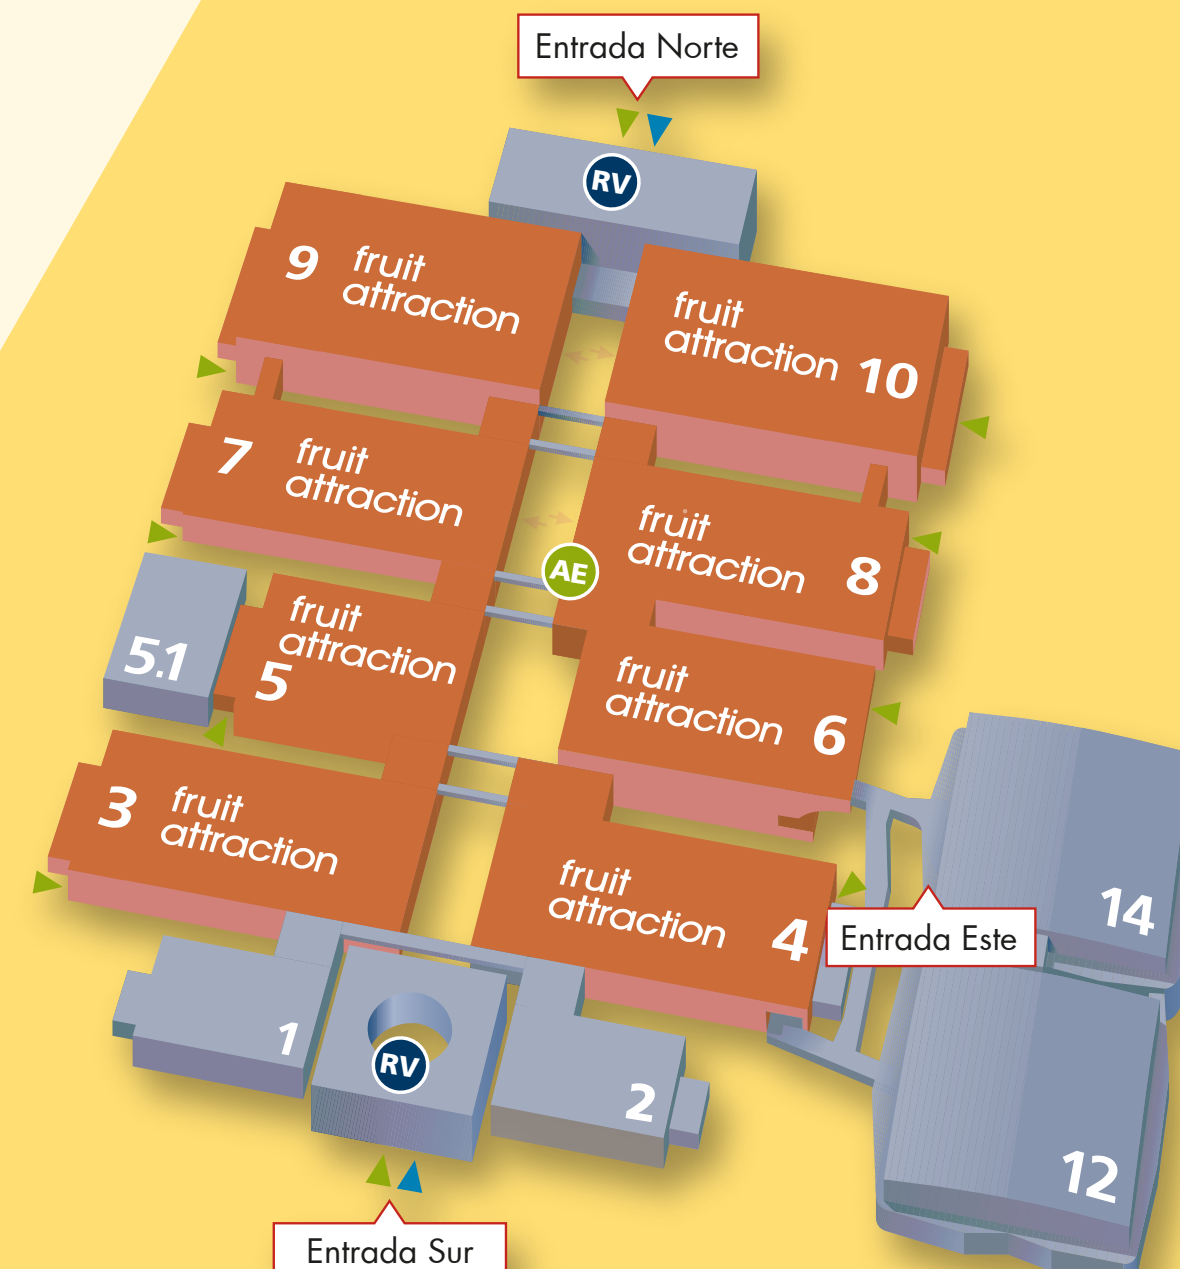 Entrada Norte
RV
9 fruit
attraction
fruit
attraction 10
7 fruit
attraction
fruit
attraction 8
AE
5.1
fruit
attraction
5
fruit
attraction 6
3 fruit
attraction
fruit
attraction 4
14
Entrada Este
1
RV
2
12
Entrada Sur